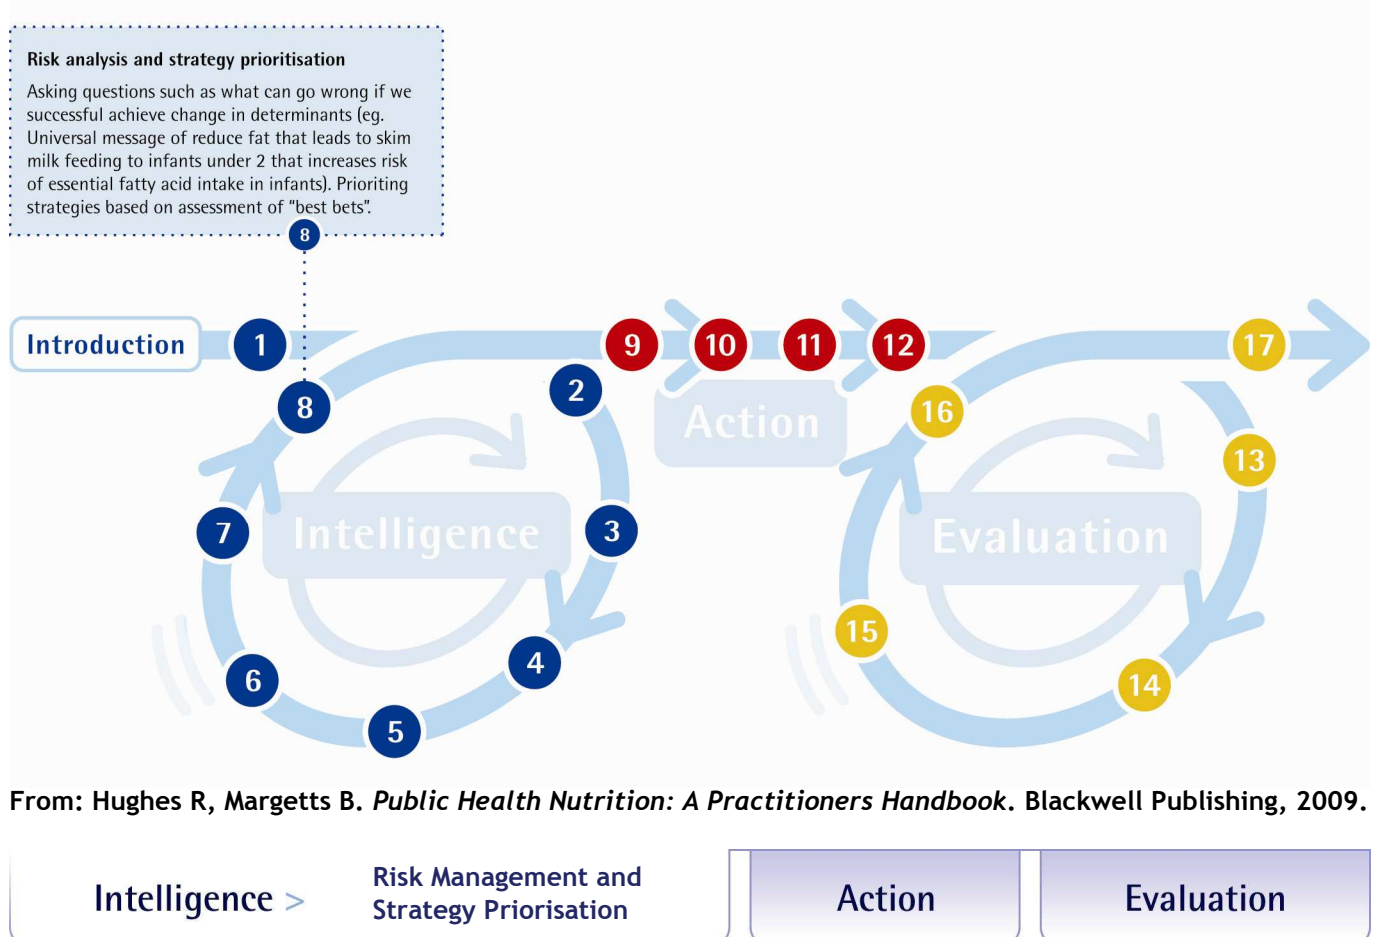 Risk analysis and strategy prioritisation
Asking questions such as what can go wrong if we
successful achieve change in determinants (eg.
Universal message of reduce fat that leads to skim
milk feeding to infants under 2 that increases risk
of essential fatty acid intake in infants). Prioriting
strategies based on assessment of “best bets”.
8
Introduction
1
9
10
11
12
17
2
8
16
Action
13
7
Intelligence
3
Evaluation
15
4
6
14
5
From: Hughes R, Margetts B. Public Health Nutrition: A Practitioners Handbook. Blackwell Publishing, 2009.
Intelligence >
Risk Management and
Strategy Priorisation
Action
Evaluation